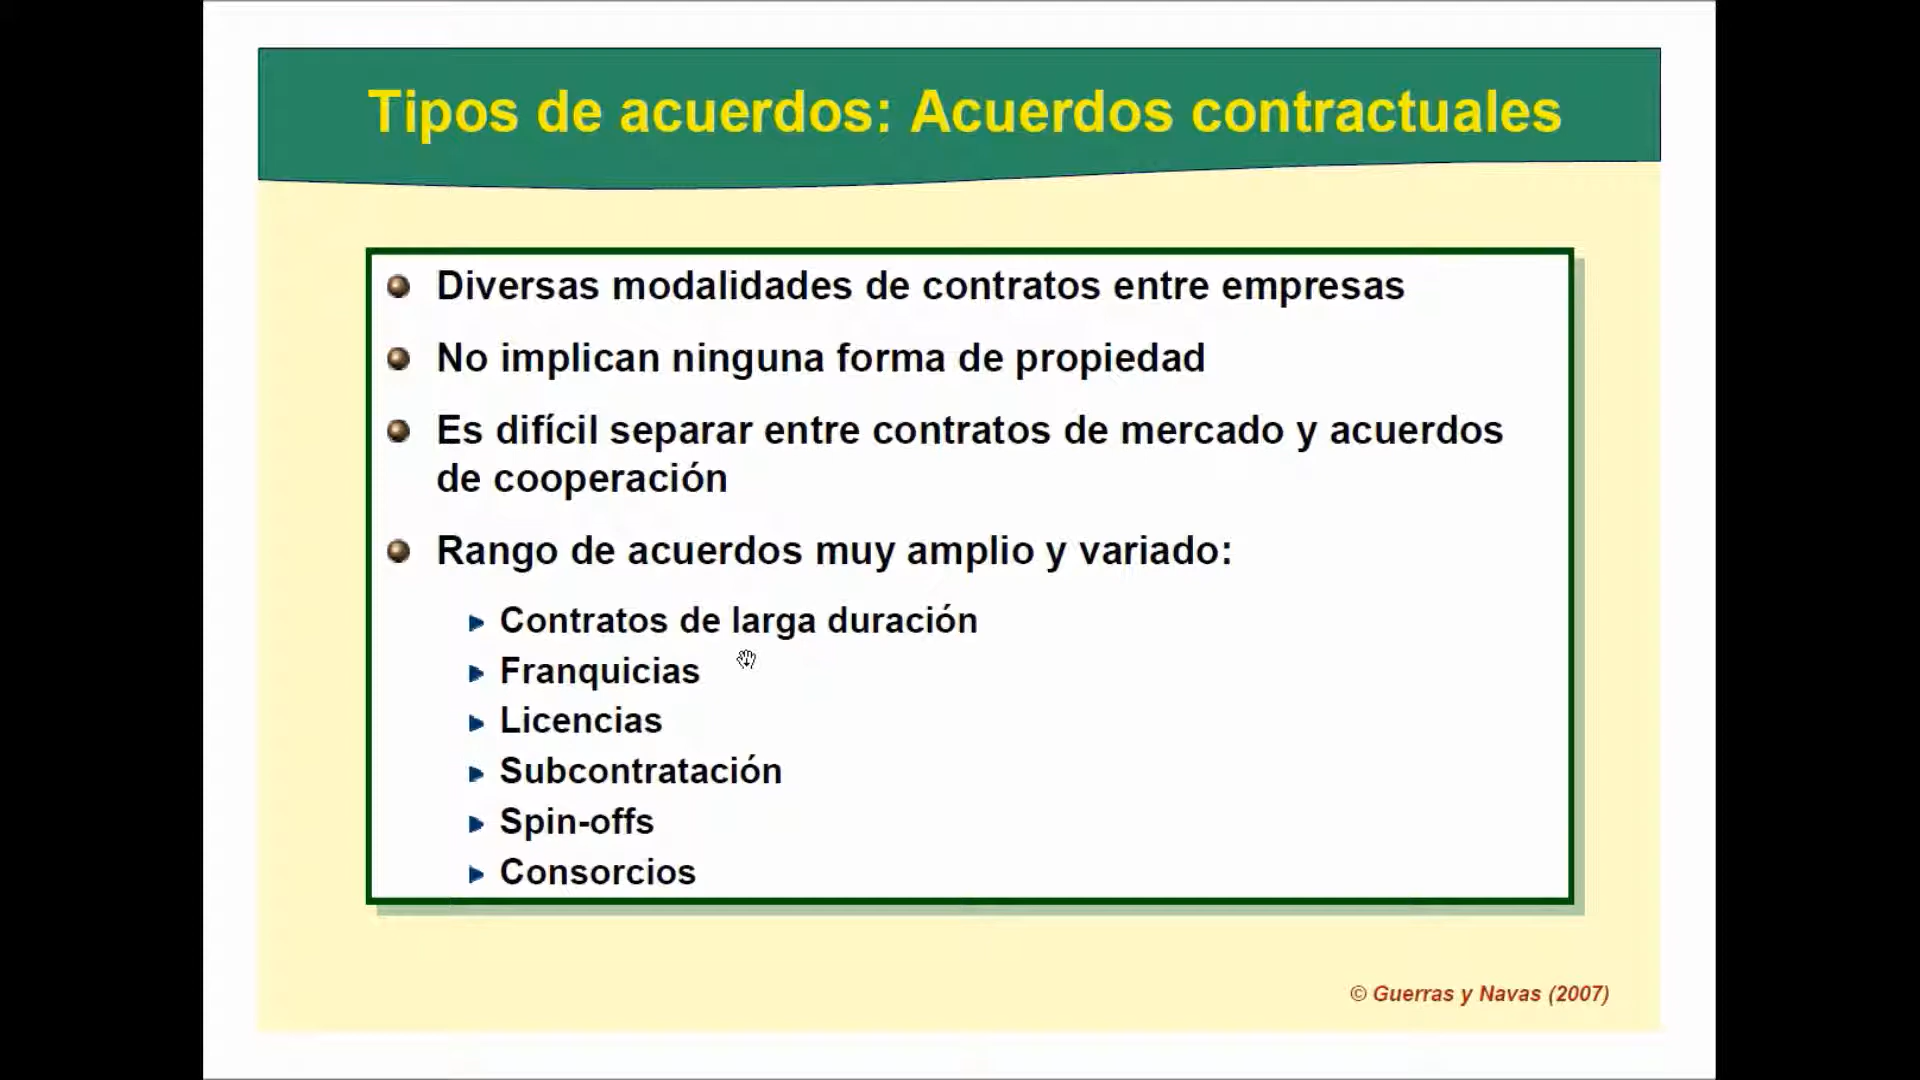 Tipos de acuerdos: Acuerdos contractuales
Diversas modalidades de contratos entre empresas
No implican ninguna forma de propiedad
Es difícil separar entre contratos de mercado y acuerdos
de cooperación
Rango de acuerdos muy amplio y variado:
Contratos de larga duración
Franquicias
Licencias
Subcontratación
Spin-offs
Consorcios
© Guerras y Navas (2007)